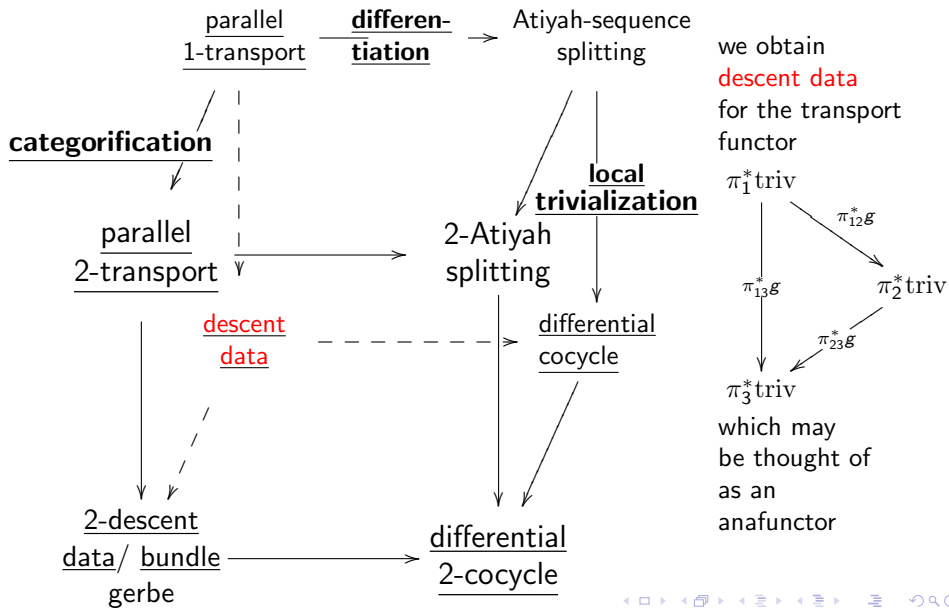 parallel
1-transport
differen-
tiation
Atiyah-sequence
splitting
categorification
local
trivialization
parallel
2-transport
2-Atiyah
splitting
descent
data
differential
cocycle
2-descent
data/ bundle
gerbe
differential
2-cocycle
we obtain
descent data
for the transport
functor
π₁*triv
π₁₂*g
π₁₃*g
π₂*triv
π₂₃*g
π₃*triv
which may
be thought of
as an
anafunctor